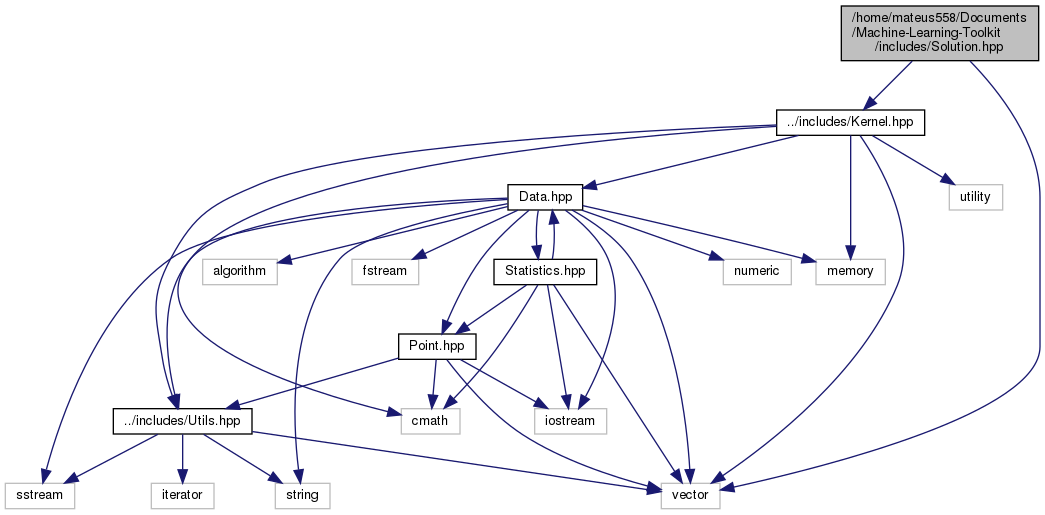 /home/mateus558/Documents
/Machine-Learning-Toolkit
/includes/Solution.hpp
../includes/Kernel.hpp
Data.hpp
utility
algorithm
fstream
Statistics.hpp
numeric
memory
Point.hpp
../includes/Utils.hpp
cmath
iostream
sstream
iterator
string
vector